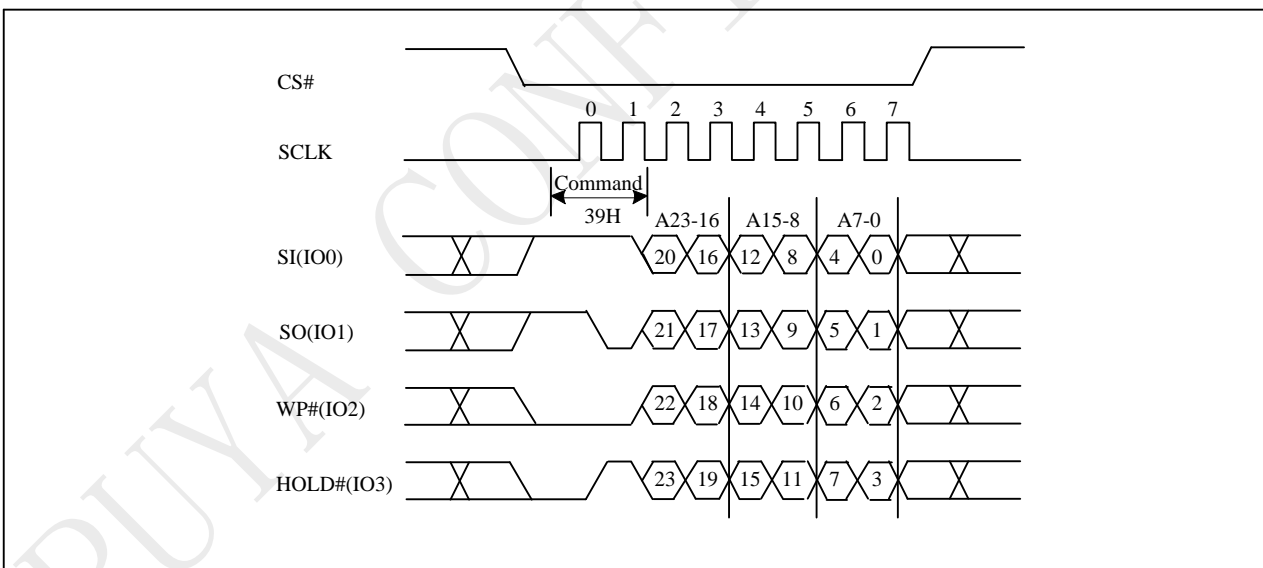 PUYA CONF
CS#
0 1 2 3 4 5 6 7
SCLK
Command
39H
A23-16 A15-8 A7-0
SI(IO0) 20 16 12 8 4 0
SO(IO1) 21 17 13 9 5 1
WP#(IO2) 22 18 14 10 6 2
HOLD#(IO3) 23 19 15 11 7 3